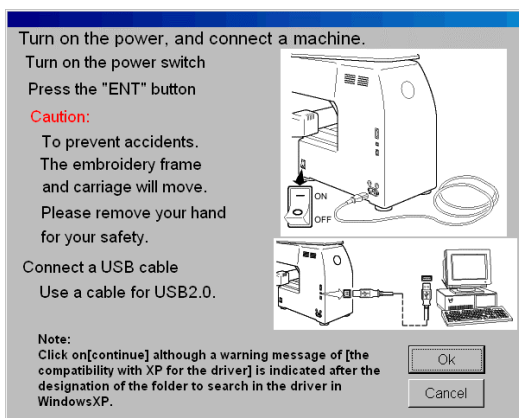 Turn on the power, and connect a machine.
Turn on the power switch
Press the "ENT" button
Caution:
To prevent accidents.
The embroidery frame
and carriage will move.
Please remove your hand
for your safety.
ON
OFF
Connect a USB cable
Use a cable for USB2.0.
Note:
Click on[continue] although a warning message of [the
compatibility with XP for the driver] is indicated after the
designation of the folder to search in the driver in
WindowsXP.
Ok
Cancel